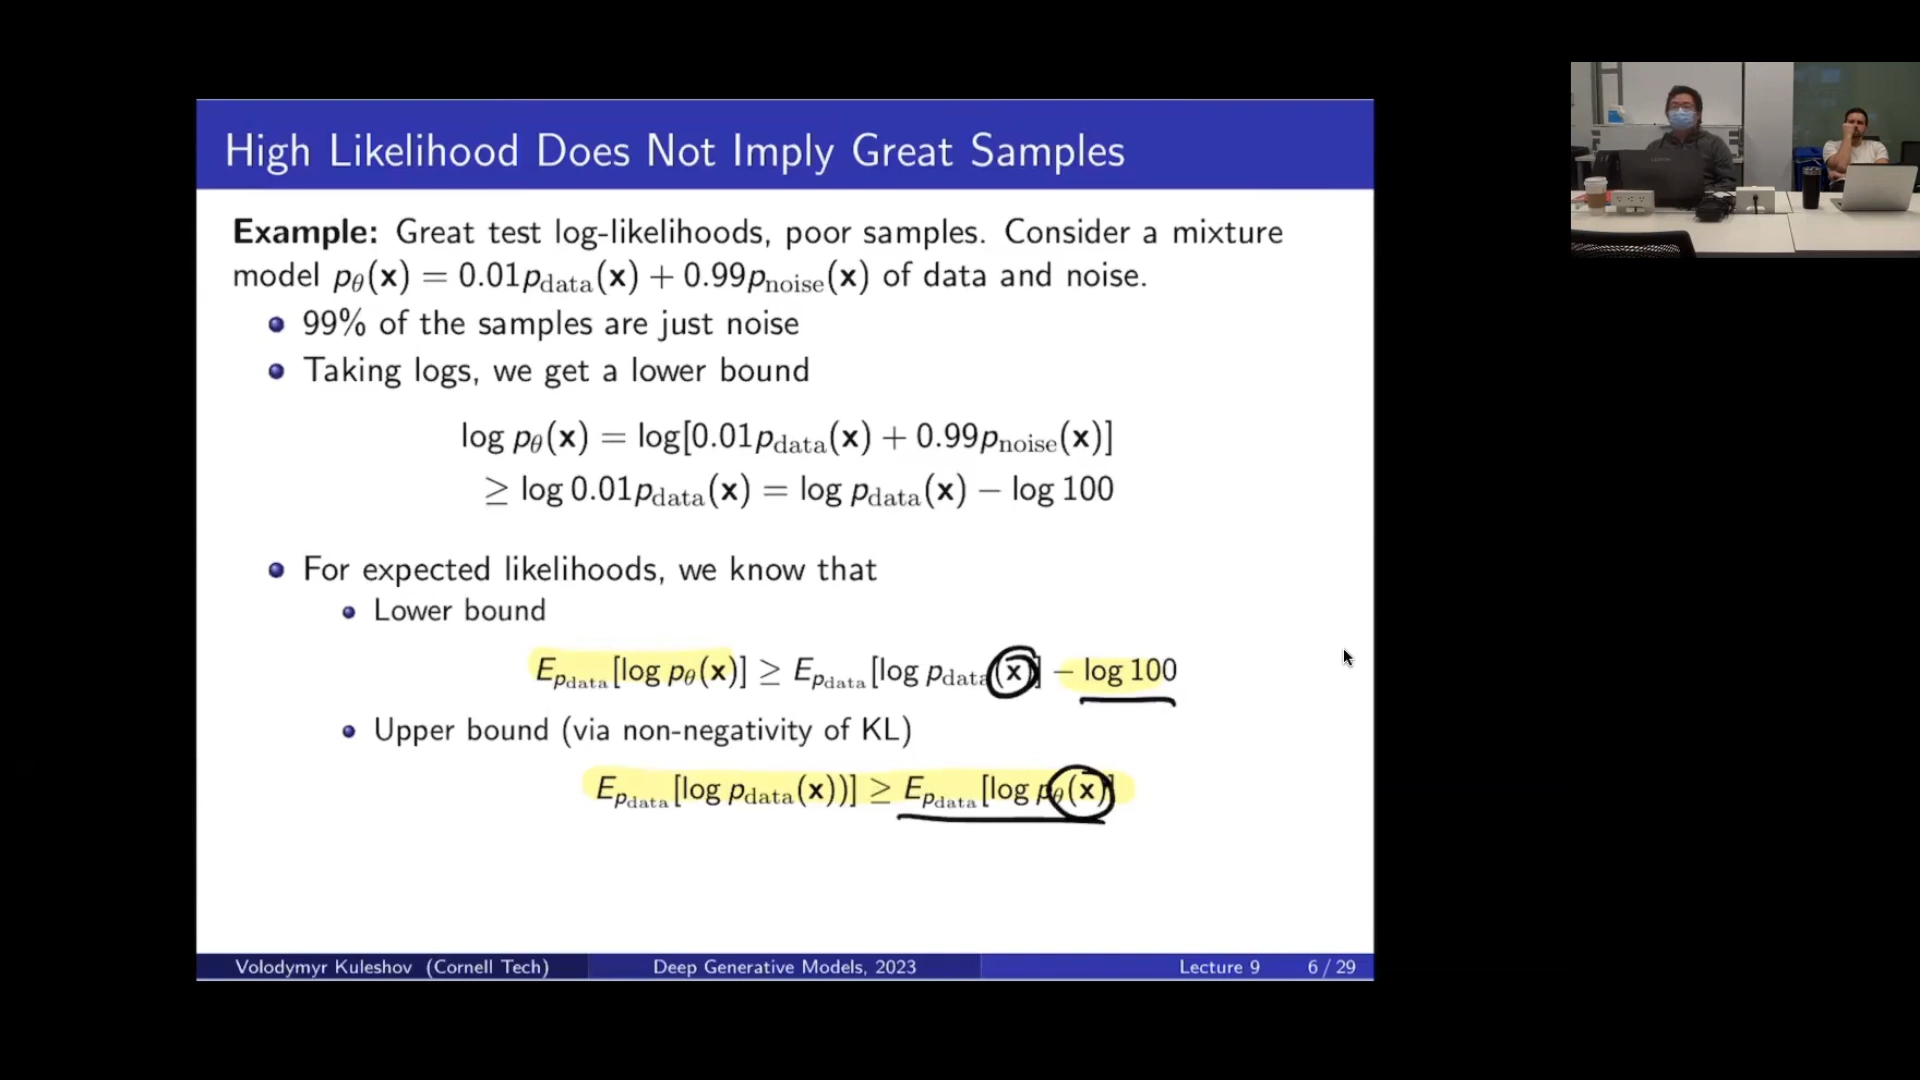 High Likelihood Does Not Imply Great Samples
Example: Great test log-likelihoods, poor samples. Consider a mixture
model pθ(x) = 0.01pdata(x) + 0.99pnoise(x) of data and noise.
99% of the samples are just noise
Taking logs, we get a lower bound
log pθ(x) = log[0.01pdata(x) + 0.99pnoise(x)]
≥ log 0.01pdata(x) = log pdata(x) − log 100
For expected likelihoods, we know that
Lower bound
Epdata[log pθ(x)] ≥ Epdata[log pdata(x)] − log 100
Upper bound (via non-negativity of KL)
Epdata[log pdata(x))] ≥ Epdata[log pθ(x)]
Volodymyr Kuleshov (Cornell Tech) Deep Generative Models, 2023 Lecture 9 6 / 29